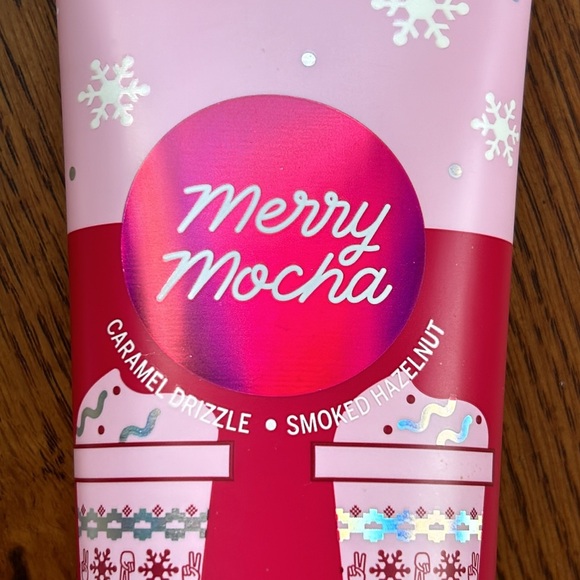 Merry
Mocha
CARAMEL DRIZZLE • SMOKED HAZELNUT